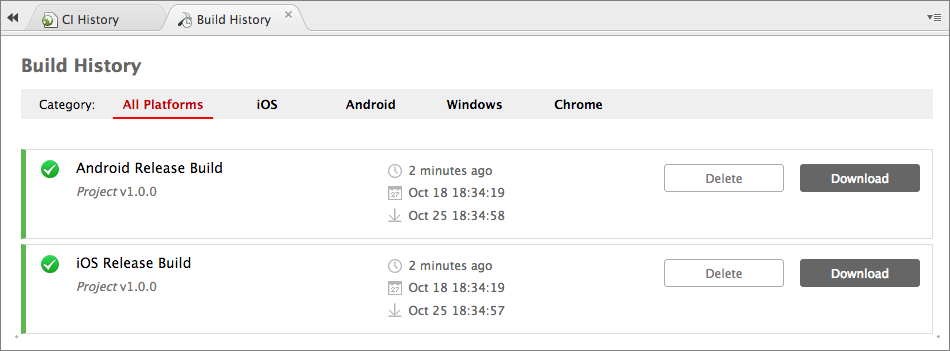 CI History
Build History
Build History
Category: All Platforms iOS Android Windows Chrome
Android Release Build
Project v1.0.0
2 minutes ago
27 Oct 18 18:34:19
Oct 25 18:34:58
Delete
Download
iOS Release Build
Project v1.0.0
2 minutes ago
27 Oct 18 18:34:19
Oct 25 18:34:57
Delete
Download